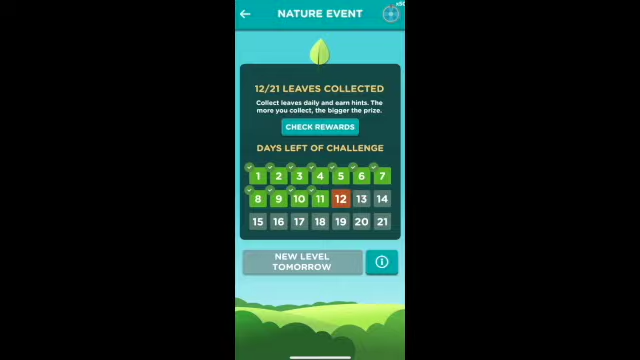 x50
NATURE EVENT
12/21 LEAVES COLLECTED
Collect leaves daily and earn hints. The
more you collect, the bigger the prize.
CHECK REWARDS
DAYS LEFT OF CHALLENGE
1 2 3 4 5 6 7
8 9 10 11 12 13 14
15 16 17 18 19 20 21
NEW LEVEL
TOMORROW